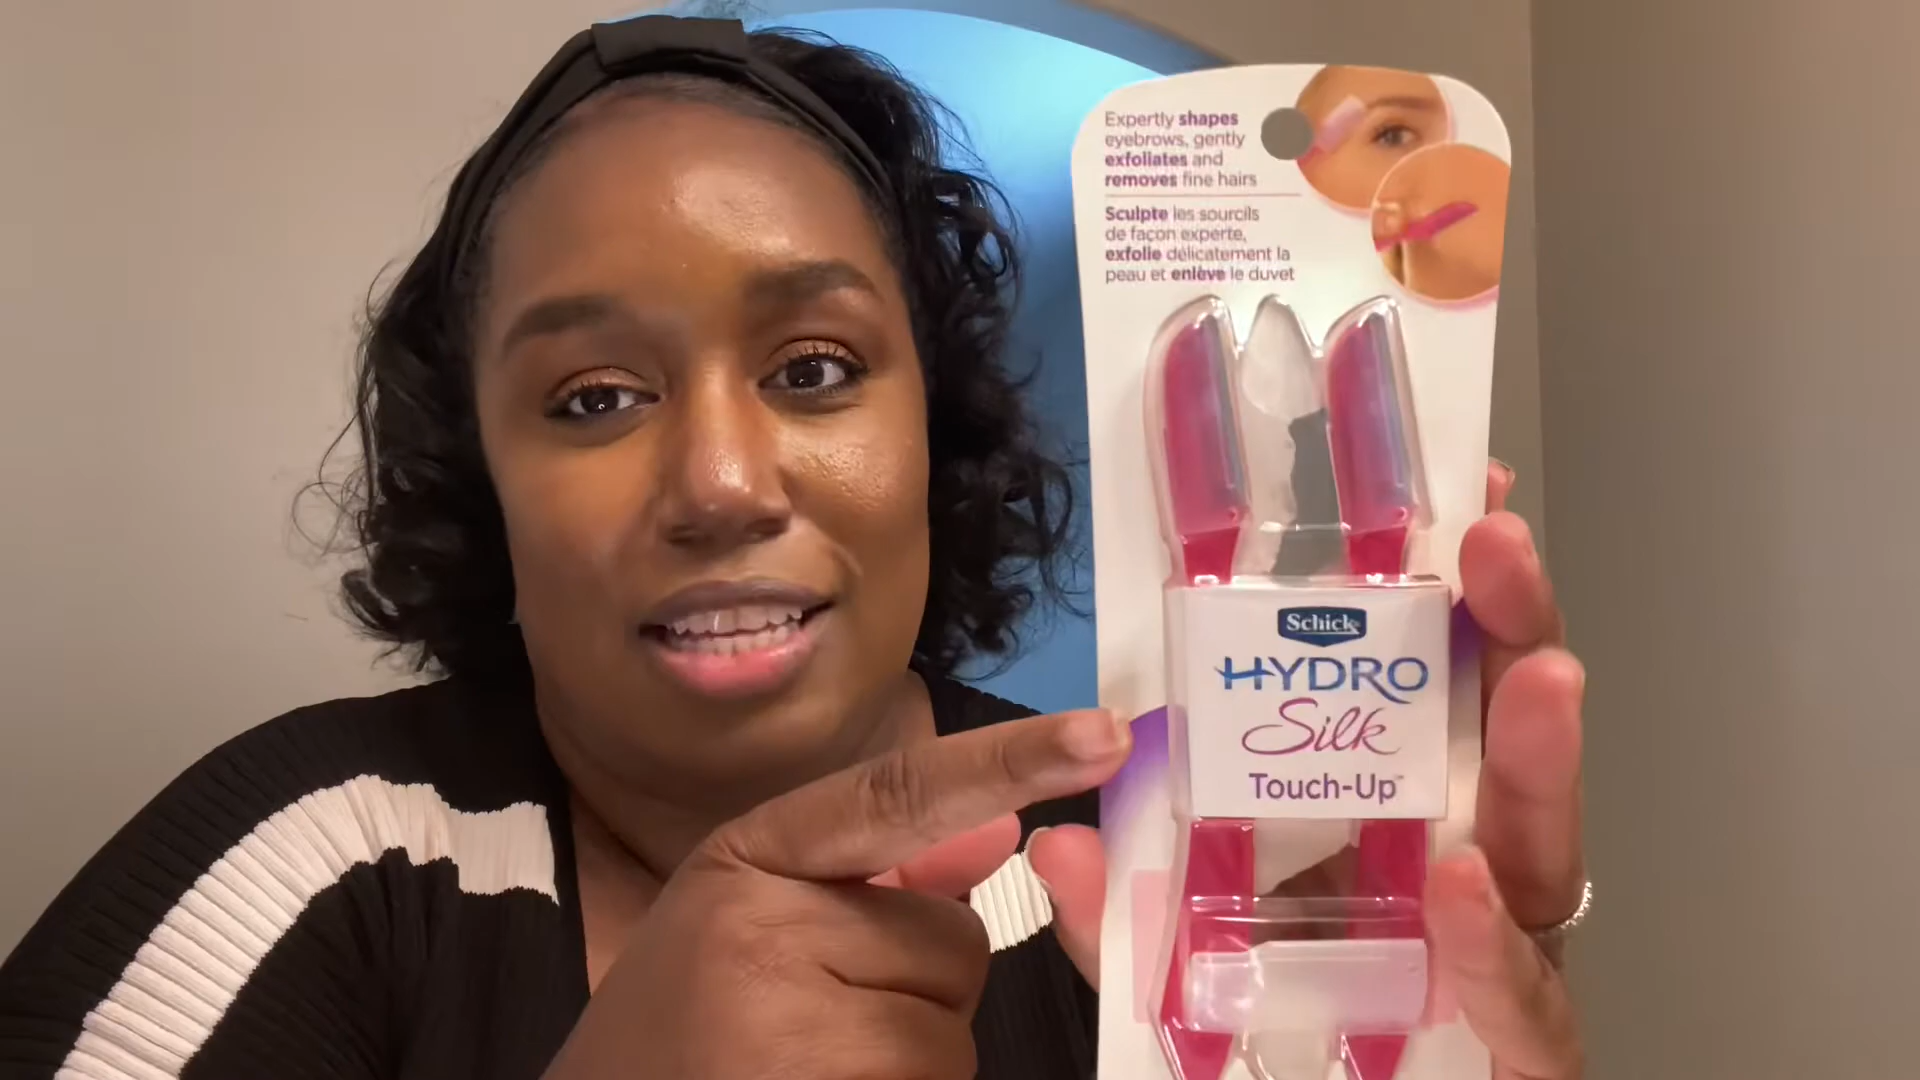 Expertly shapes
eyebrows, gently
exfoliates and
removes fine hairs
Sculpte les sourcils
de façon experte,
exfolie délicatement la
peau et enlève le duvet
Schick
HYDRO
Silk
Touch-Up™